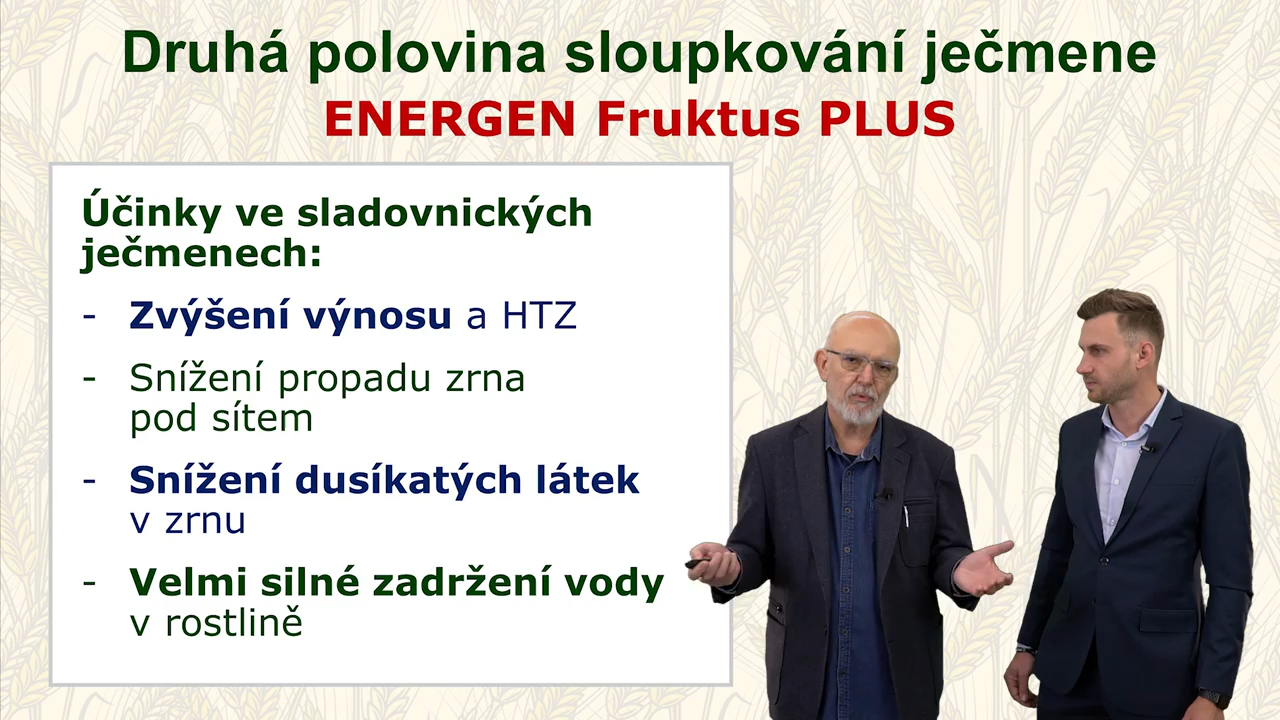 Druhá polovina sloupkování ječmene
ENERGEN Fruktus PLUS
Účinky ve sladovnických
ječmenech:
- Zvýšení výnosu a HTZ
- Snížení propadu zrna
pod sítem
- Snížení dusíkatých látek
v zrnu
- Velmi silné zadržení vody
v rostlině